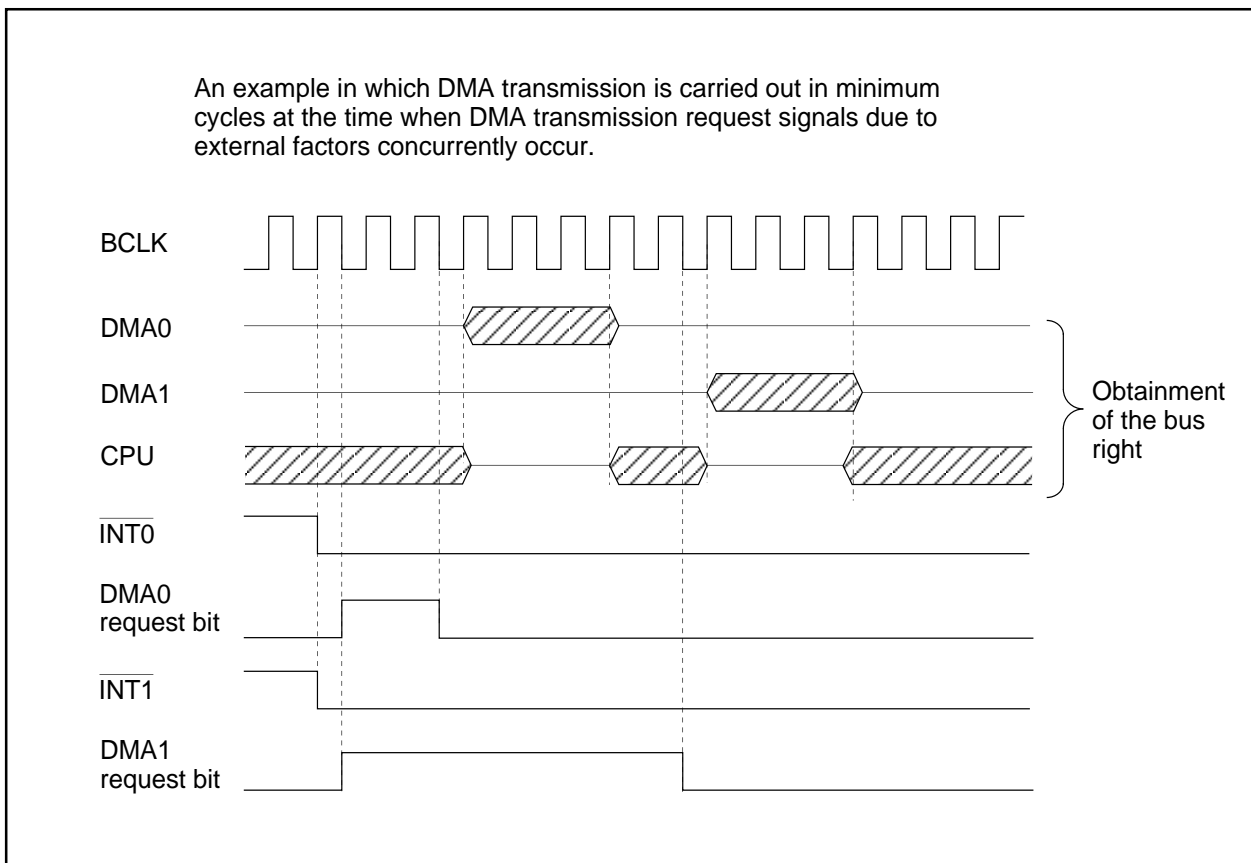 An example in which DMA transmission is carried out in minimum
cycles at the time when DMA transmission request signals due to
external factors concurrently occur.
BCLK
DMA0
DMA1
CPU
Obtainment
of the bus
right
INT0
DMA0
request bit
INT1
DMA1
request bit